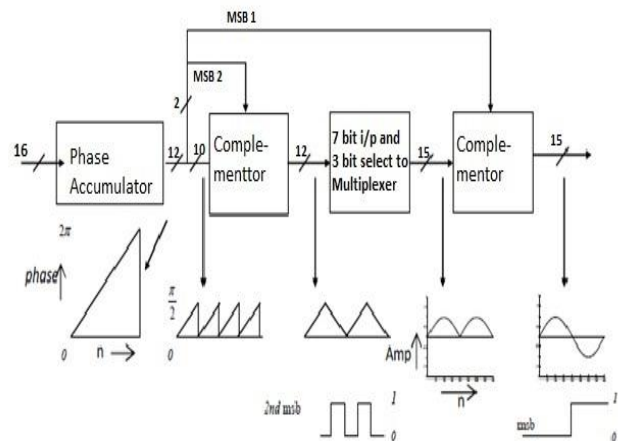 MSB 1
MSB 2
2
16
Phase
Accumulator
12
10
Comple-
menttor
12
7 bit i/p and
3 bit select to
Multiplexer
15
Comple-
mentor
15
2π
phase
0
n
π
2
0
Amp
n
2nd msb
1
0
msb
1
0